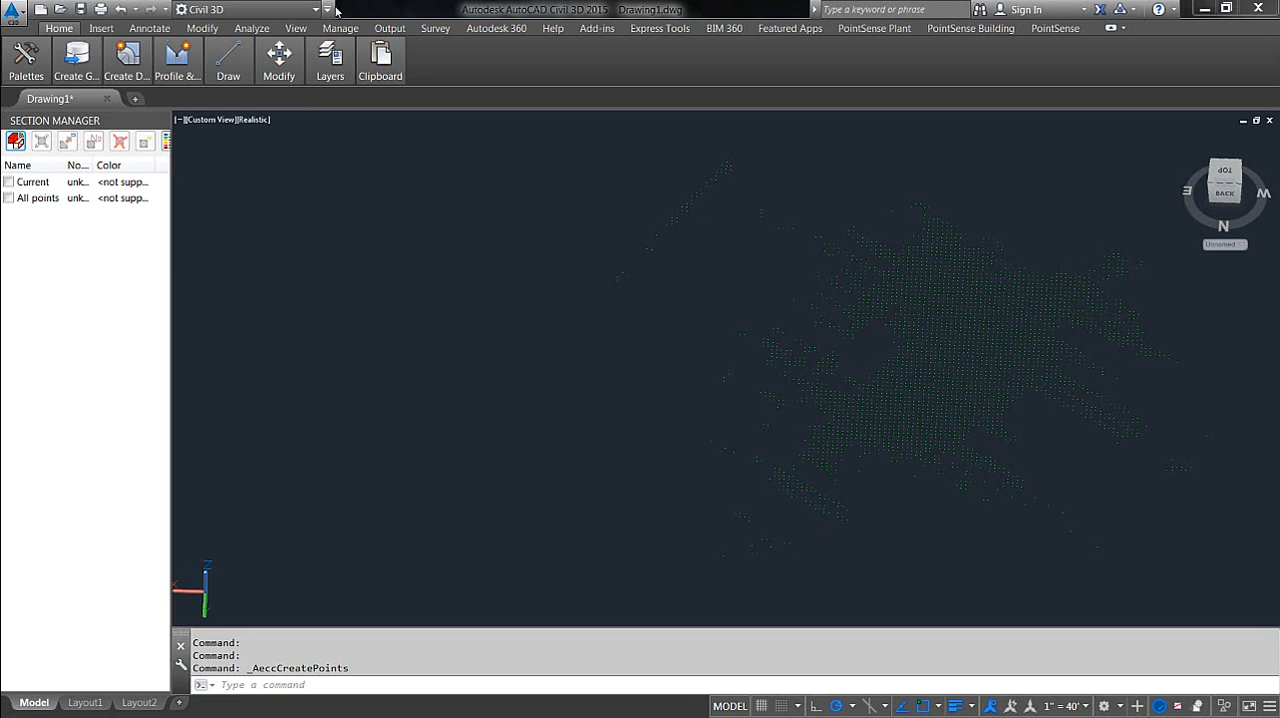 Civil 3D
Autodesk AutoCAD Civil 3D 2015 Drawing1.dwg
Type a keyword or phrase
Sign In
Home Insert Annotate Modify Analyze View Manage Output Survey Autodesk 360 Help Add-ins Express Tools BIM 360 Featured Apps PointSense Plant PointSense Building PointSense
Palettes Create G... Create D... Profile &... Draw Modify Layers Clipboard
Drawing1*
SECTION MANAGER
[−][Custom View][Realistic]
Name No.... Color
Current unk... <not supp...
All points unk... <not supp...
TOP
BACK
E W
N
Unnamed
Z
X
Command:
Command:
Command: _AeccCreatePoints
Type a command
Model Layout1 Layout2 +
MODEL 1" = 40'